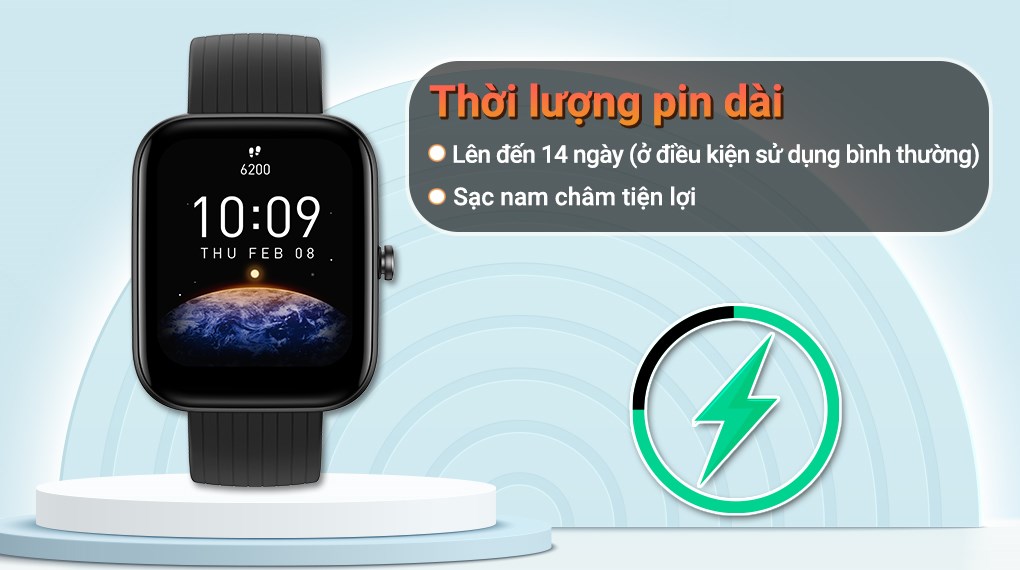 Thời lượng pin dài
Lên đến 14 ngày (ở điều kiện sử dụng bình thường)
Sạc nam châm tiện lợi
6200
10:09
THU FEB 08